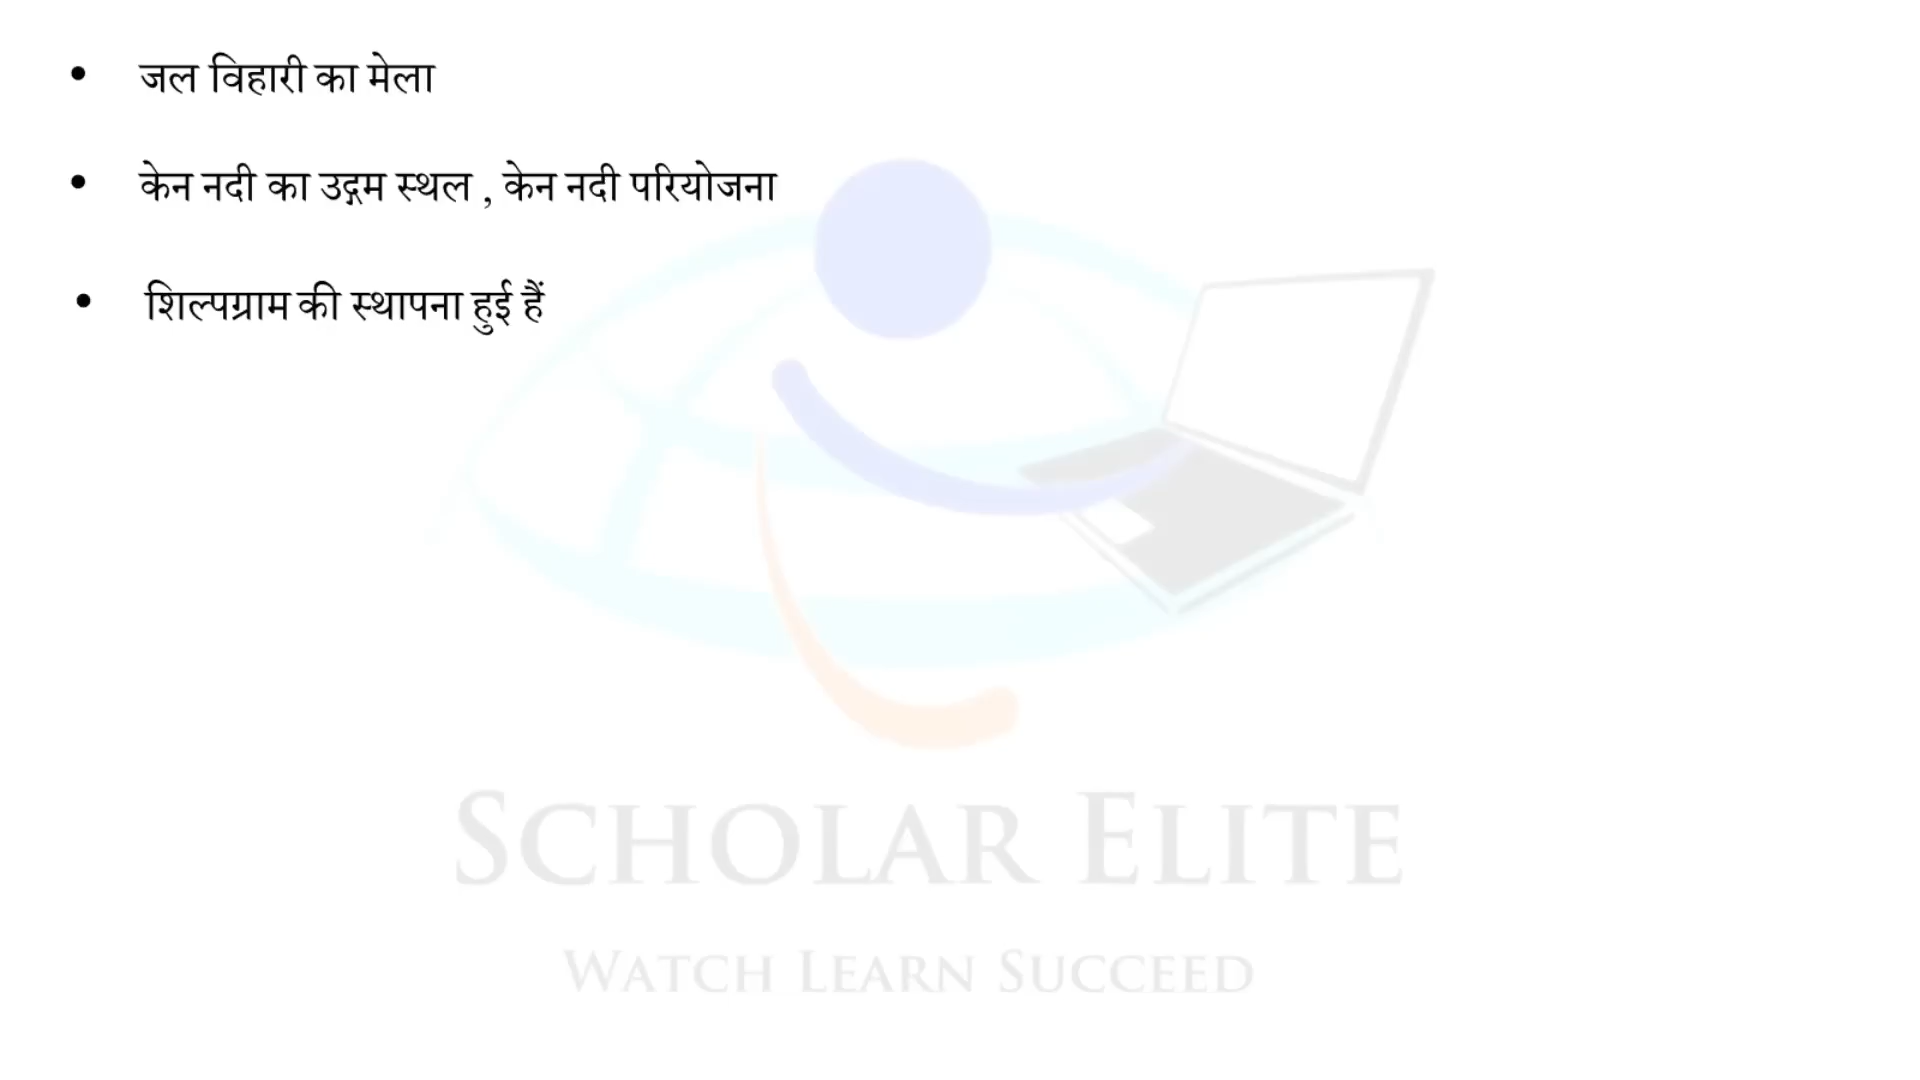 • जल विहारी का मेला
• केन नदी का उद्गम स्थल , केन नदी परियोजना
• शिल्पग्राम की स्थापना हुई हैं
SCHOLAR ELITE
WATCH LEARN SUCCEED